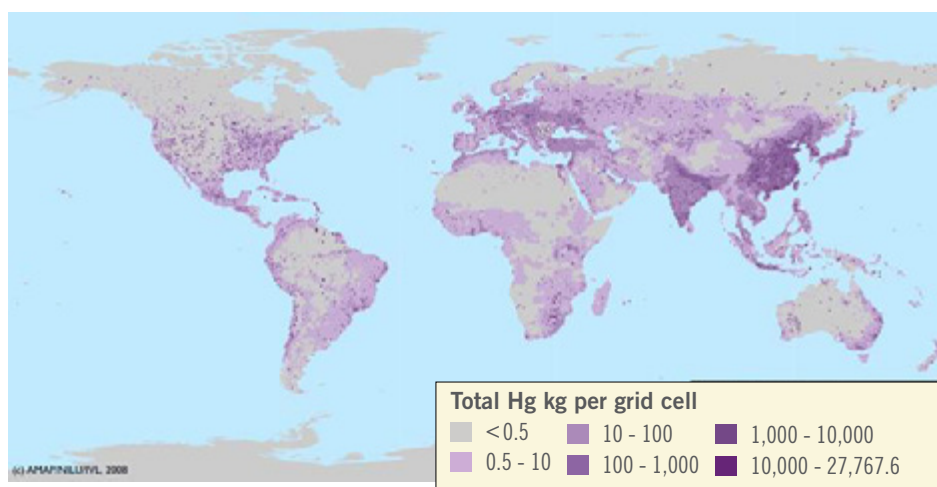 Total Hg kg per grid cell
<0.5
10 - 100
1,000 - 10,000
0.5 - 10
100 - 1,000
10,000 - 27,767.6
(c) AMAP/NILU/IVL, 2008